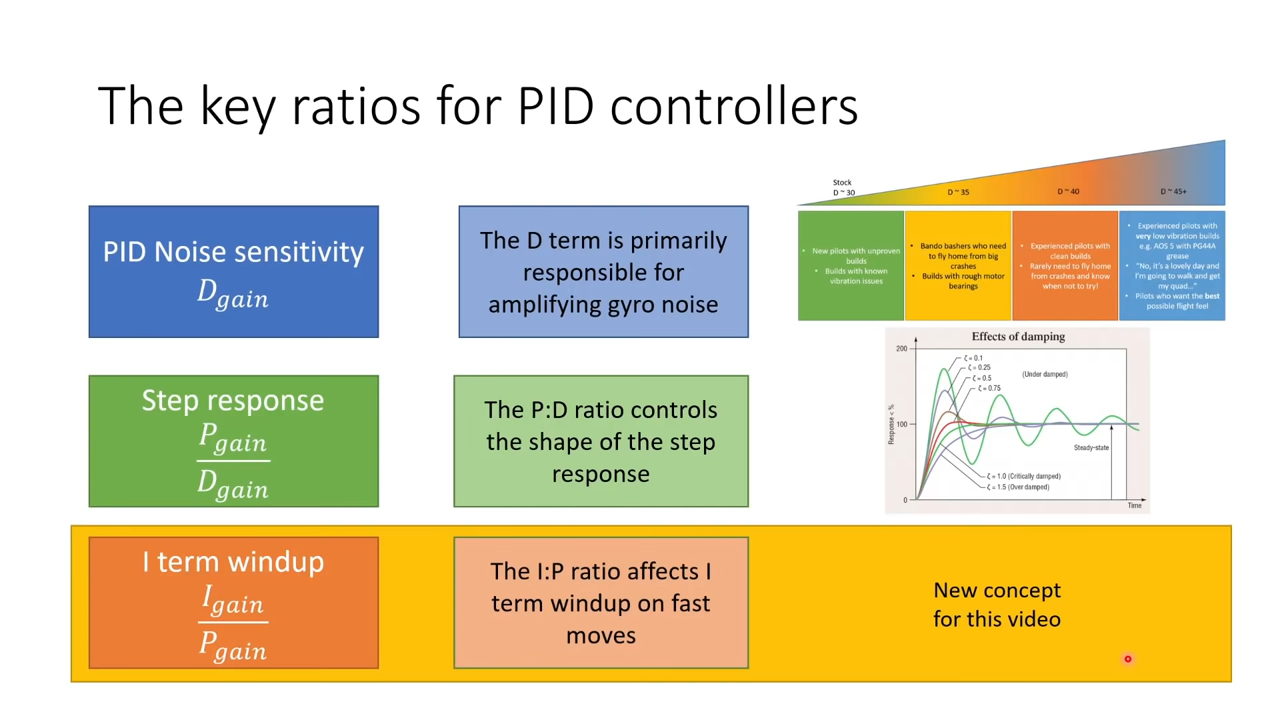 The key ratios for PID controllers
PID Noise sensitivity
D_gain
The D term is primarily
responsible for
amplifying gyro noise
Stock
D ~ 30
D ~ 35
D ~ 40
D ~ 45+
• New pilots with unproven
builds
• Builds with known
vibration issues
• Bando bashers who need
to fly home from big
crashes
• Builds with rough motor
bearings
• Experienced pilots with
clean builds
• Rarely need to fly home
from crashes and know
when not to try!
• Experienced pilots with
very low vibration builds
e.g. AOS 5 with PG44A
grease
• "No, it's a lovely day and
I'm going to walk and get
my quad…"
• Pilots who want the best
possible flight feel
Step response
P_gain
D_gain
The P:D ratio controls
the shape of the step
response
Effects of damping
200
100
0
Response < %
ζ = 0.1
ζ = 0.25
ζ = 0.5
ζ = 0.75
(Under damped)
Steady-state
ζ = 1.0 (Critically damped)
ζ = 1.5 (Over damped)
Time
I term windup
I_gain
P_gain
The I:P ratio affects I
term windup on fast
moves
New concept
for this video